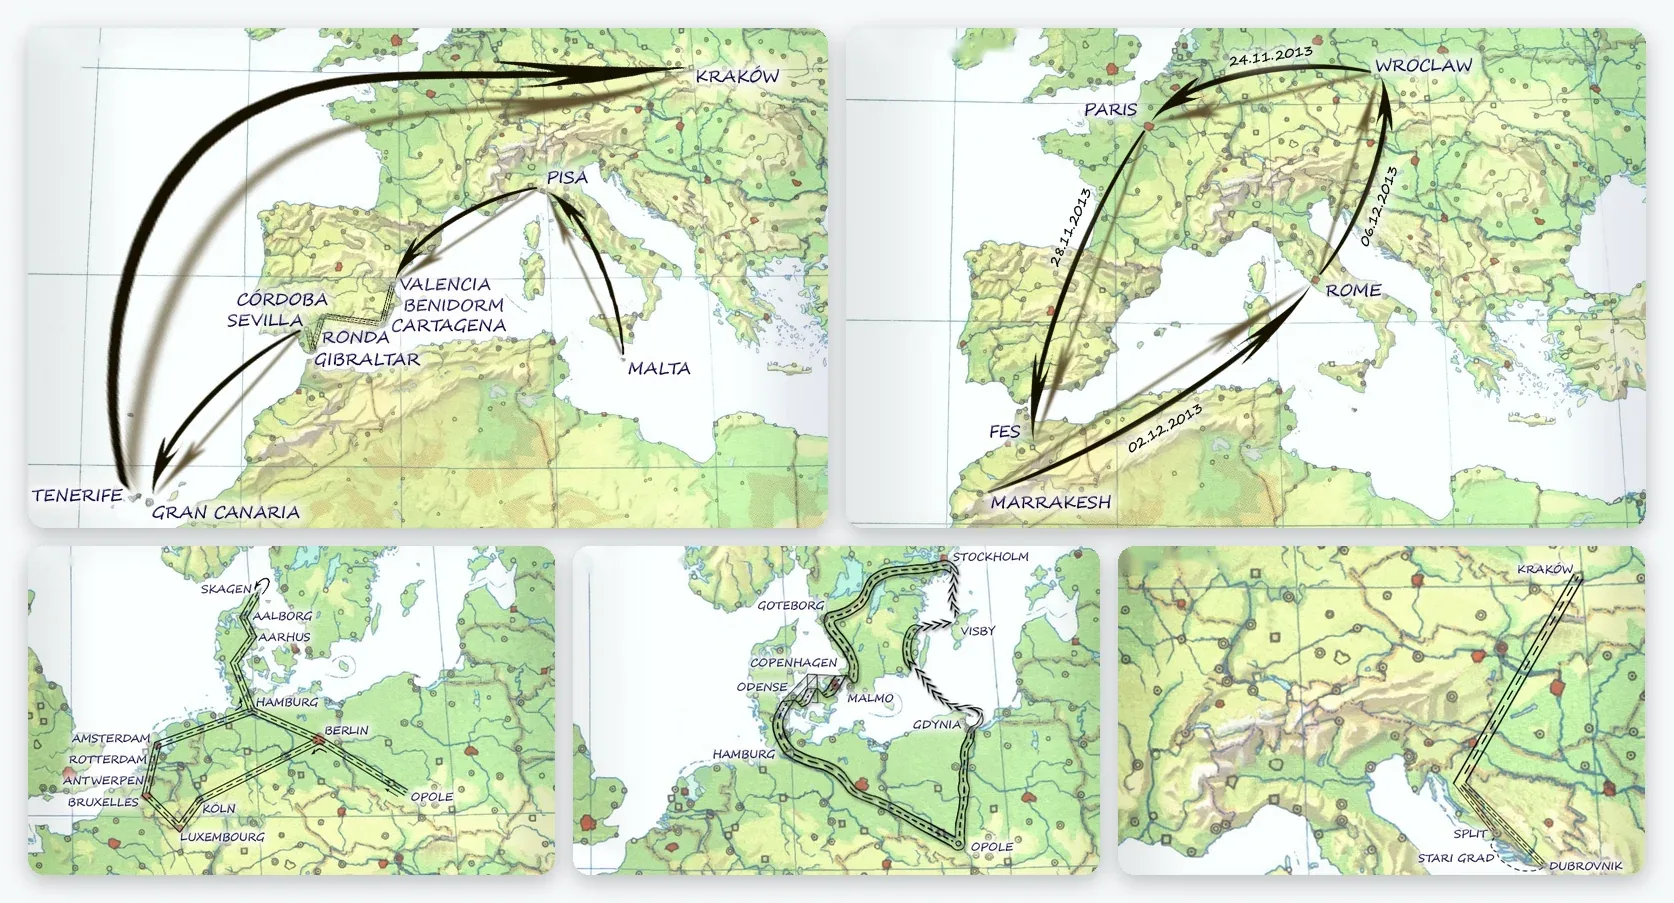 KRAKÓW
PISA
VALENCIA
BENIDORM
CARTAGENA
CÓRDOBA
SEVILLA
RONDA
GIBRALTAR
MALTA
TENERIFE
GRAN CANARIA
24.11.2013
WROCLAW
PARIS
28.11.2013
06.12.2013
ROME
FES
02.12.2013
MARRAKESH
SKAGEN
AALBORG
AARHUS
HAMBURG
BERLIN
AMSTERDAM
ROTTERDAM
ANTWERPEN
BRUXELLES
KÖLN
OPOLE
LUXEMBOURG
STOCKHOLM
GOTEBORG
VISBY
COPENHAGEN
ODENSE
MALMO
GDYNIA
HAMBURG
OPOLE
KRAKÓW
SPLIT
STARI GRAD
DUBROVNIK